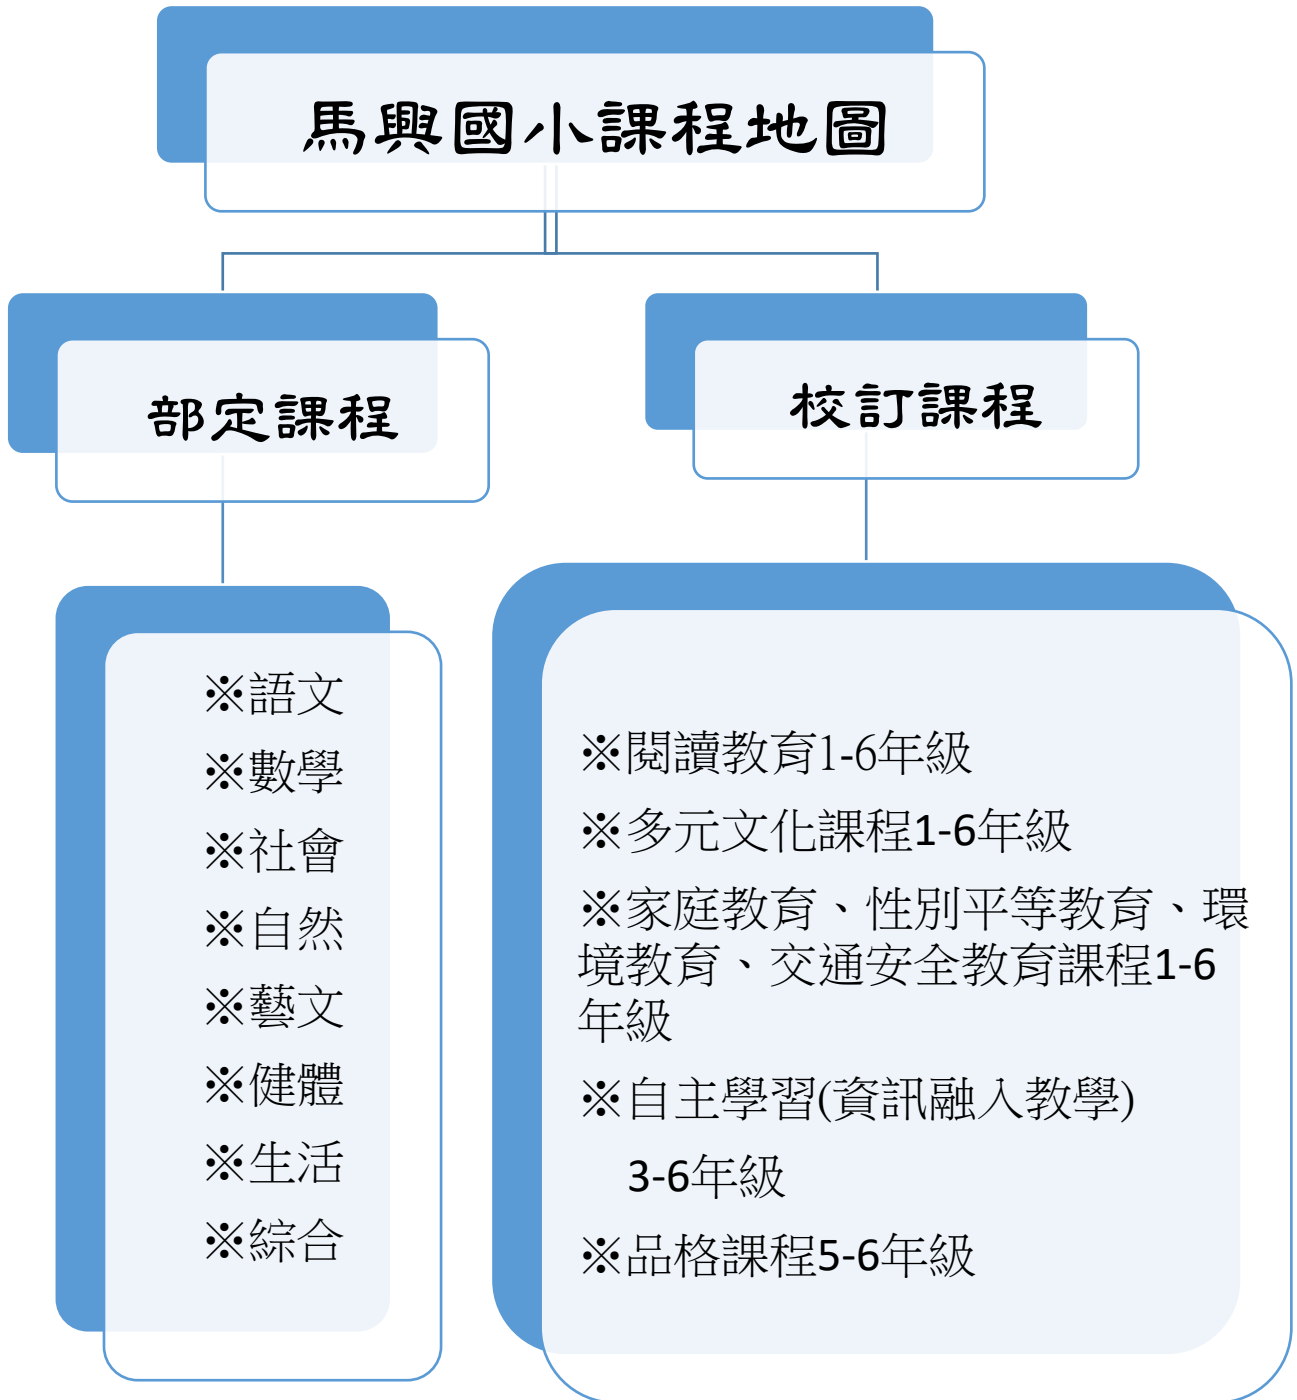 馬興國小課程地圖
部定課程
校訂課程
※語文
※數學
※社會
※自然
※藝文
※健體
※生活
※綜合
※閱讀教育1-6年級
※多元文化課程1-6年級
※家庭教育、性別平等教育、環
境教育、交通安全教育課程1-6
年級
※自主學習(資訊融入教學)
3-6年級
※品格課程5-6年級